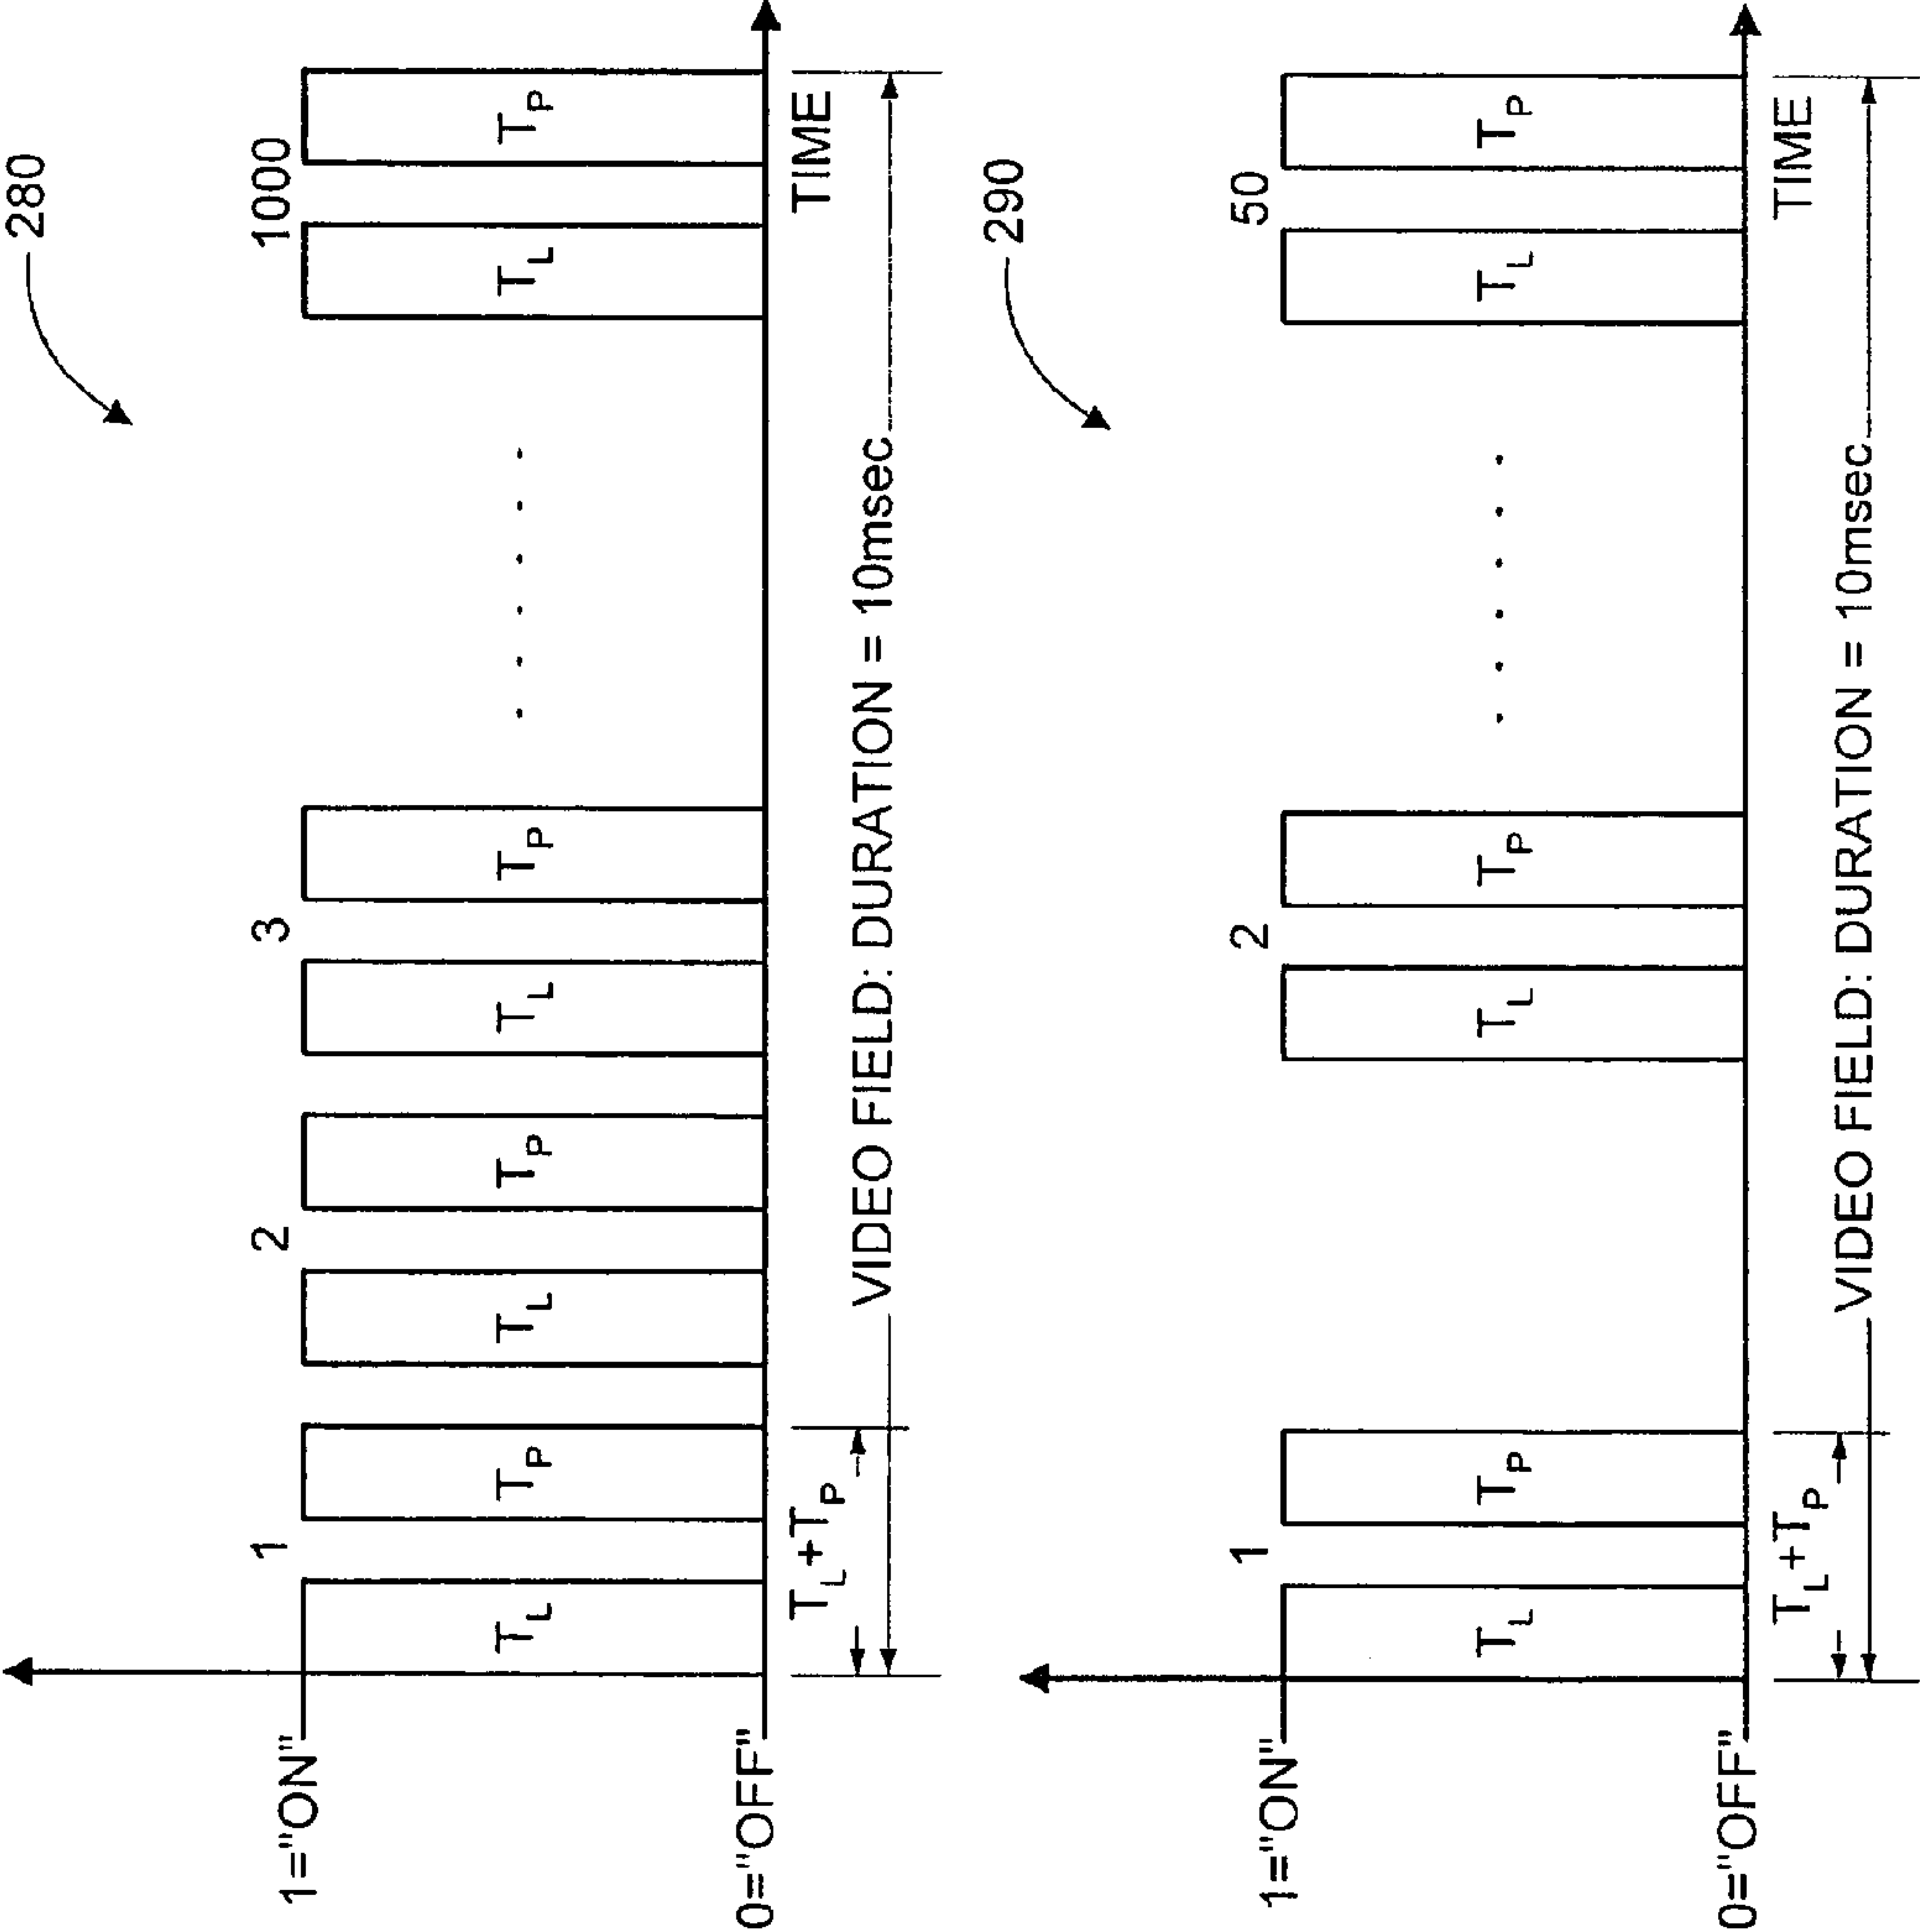 280
1="ON"
0="OFF"
1
2
3
1000
T_L
T_P
T_L
T_P
T_L
T_P
. . . . . .
T_L
T_P
T_L+T_P
TIME
VIDEO FIELD: DURATION = 10msec
290
1="ON"
0="OFF"
1
2
50
T_L
T_P
T_L
T_P
. . . . . .
T_L
T_P
T_L+T_P
TIME
VIDEO FIELD: DURATION = 10msec